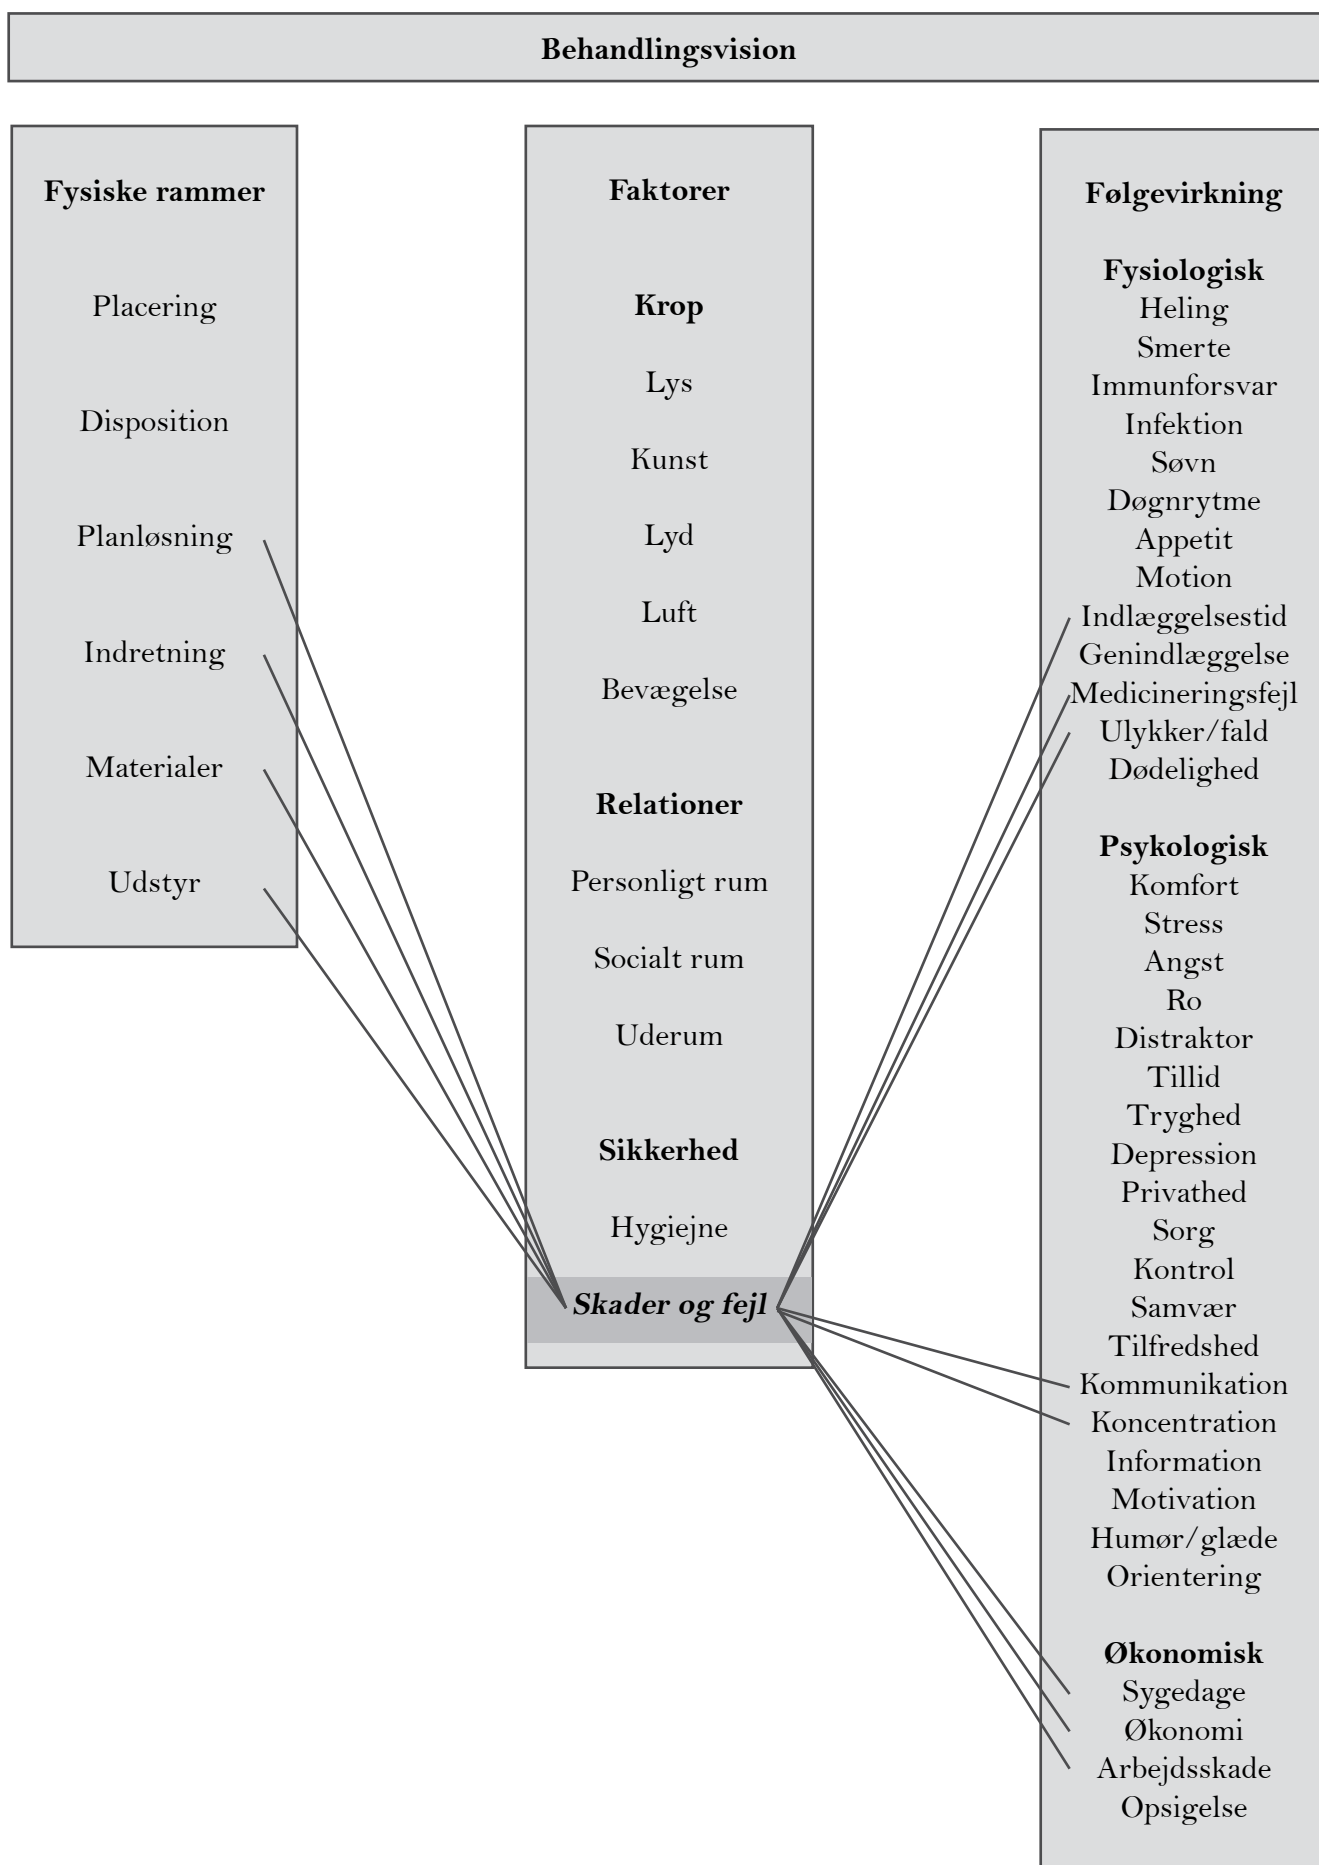 Behandlingsvision
Fysiske rammer
Placering
Disposition
Planløsning
Indretning
Materialer
Udstyr
Faktorer
Krop
Lys
Kunst
Lyd
Luft
Bevægelse
Relationer
Personligt rum
Socialt rum
Uderum
Sikkerhed
Hygiejne
Skader og fejl
Følgevirkning
Fysiologisk
Heling
Smerte
Immunforsvar
Infektion
Søvn
Døgnrytme
Appetit
Motion
Indlæggelsestid
Genindlæggelse
Medicineringsfejl
Ulykker/fald
Dødelighed
Psykologisk
Komfort
Stress
Angst
Ro
Distraktor
Tillid
Tryghed
Depression
Privathed
Sorg
Kontrol
Samvær
Tilfredshed
Kommunikation
Koncentration
Information
Motivation
Humør/glæde
Orientering
Økonomisk
Sygedage
Økonomi
Arbejdsskade
Opsigelse